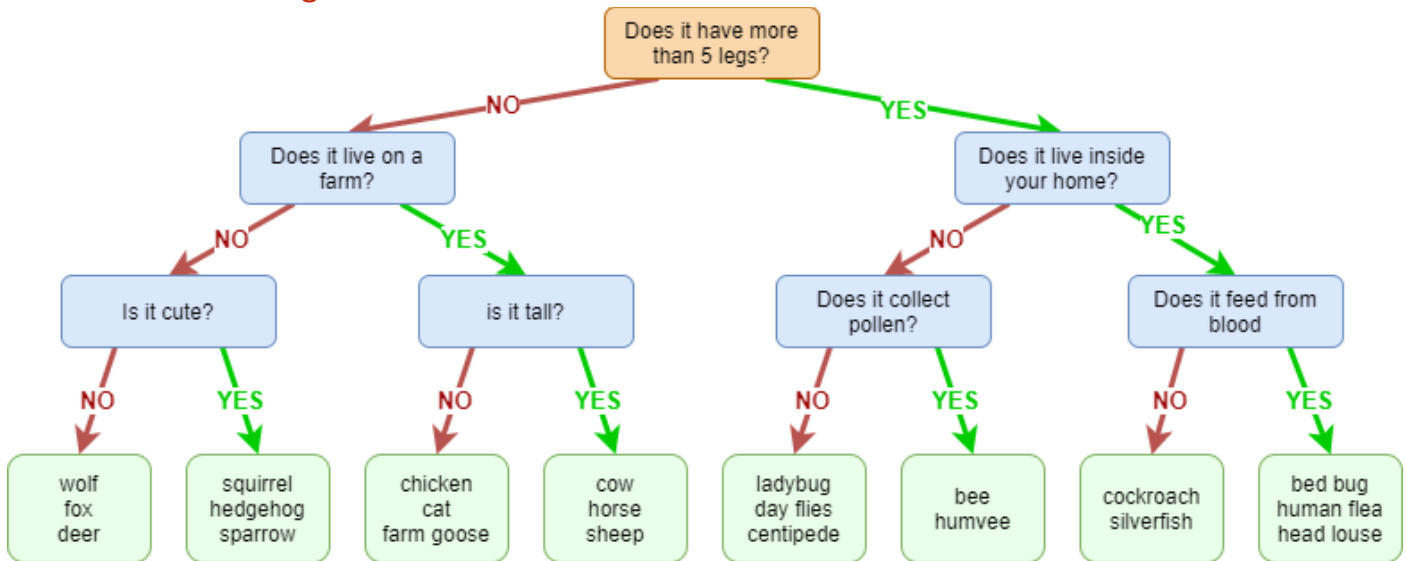 Does it have more
than 5 legs?
NO
YES
Does it live on a
farm?
Does it live inside
your home?
NO
YES
NO
YES
Is it cute?
is it tall?
Does it collect
pollen?
Does it feed from
blood
NO
YES
NO
YES
NO
YES
NO
YES
wolf
fox
deer
squirrel
hedgehog
sparrow
chicken
cat
farm goose
cow
horse
sheep
ladybug
day flies
centipede
bee
humvee
cockroach
silverfish
bed bug
human flea
head louse